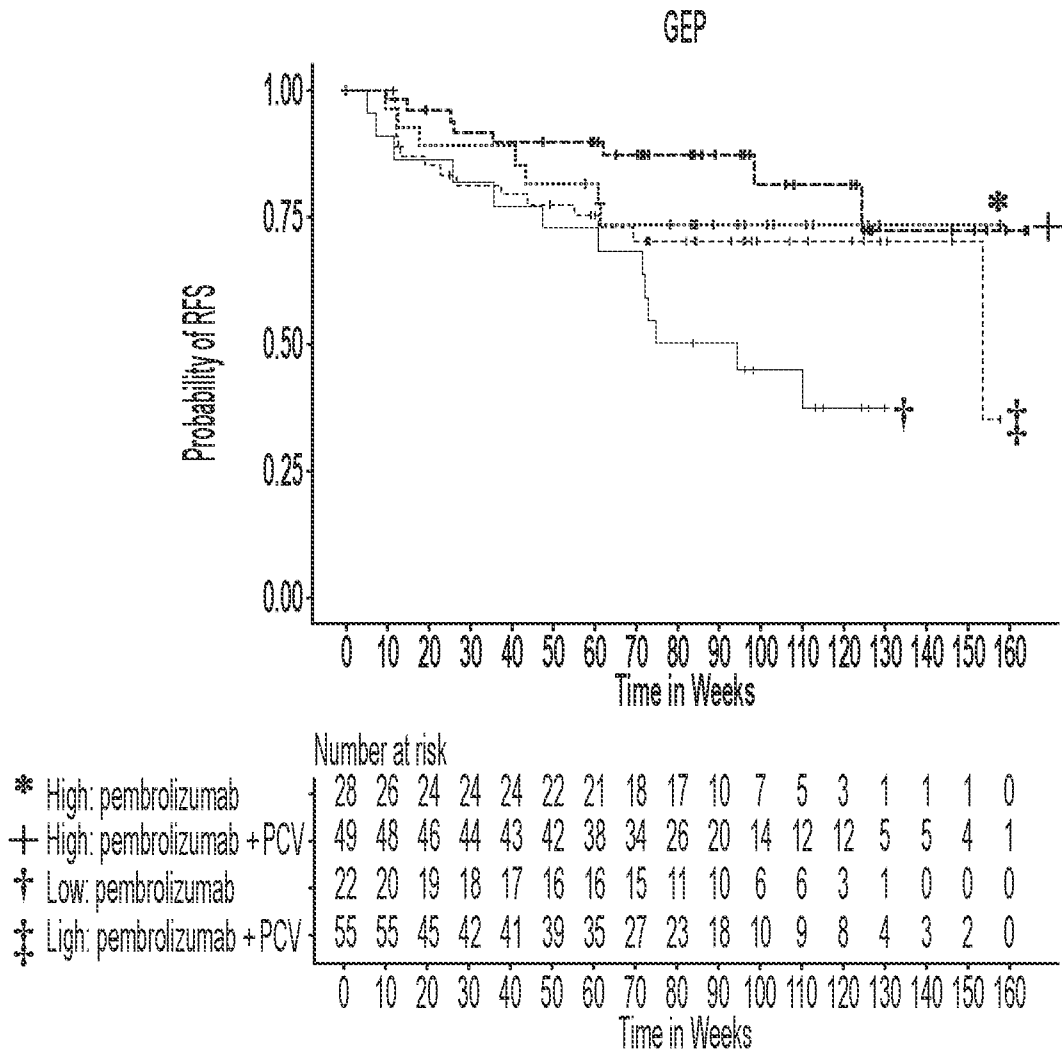 GEP
1.00
0.75
0.50
0.25
0.00
Probability of RFS
0 10 20 30 40 50 60 70 80 90 100 110 120 130 140 150 160
Time in Weeks
Number at risk
* High: pembrolizumab 28 26 24 24 24 22 21 18 17 10 7 5 3 1 1 1 0
+ High: pembrolizumab + PCV 49 48 46 44 43 42 38 34 26 20 14 12 12 5 5 4 1
† Low: pembrolizumab 22 20 19 18 17 16 16 15 11 10 6 6 3 1 0 0 0
‡ Ligh: pembrolizumab + PCV 55 55 45 42 41 39 35 27 23 18 10 9 8 4 3 2 0
0 10 20 30 40 50 60 70 80 90 100 110 120 130 140 150 160
Time in Weeks